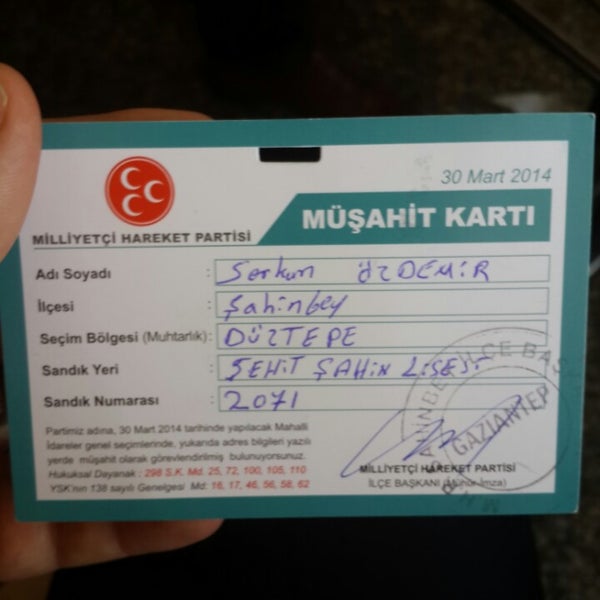 30 Mart 2014
MÜŞAHİT KARTI
MİLLİYETÇİ HAREKET PARTİSİ
Adı Soyadı : Serkun ÖZDEMİR
İlçesi : Şahinbey
Seçim Bölgesi (Muhtarlık): DÜZTEPE
Sandık Yeri : ŞEHİT ŞAHİN LİSESİ
Sandık Numarası : 2071
Partimiz adına, 30 Mart 2014 tarihinde yapılacak Mahalli
İdareler genel seçimlerinde, yukarıda adres bilgileri yazılı
yerde müşahit olarak görevlendirilmiş bulunuyorsunuz.
Hukuksal Dayanak : 298 S.K. Md. 25, 72, 100, 105, 110
YSK'nin 138 sayılı Genelgesi Md: 16, 17, 46, 56, 58, 62
MİLLİYETÇİ HAREKET PARTİSİ
İLÇE BAŞKANI (Mühür-İmza)
GAZİANTEP